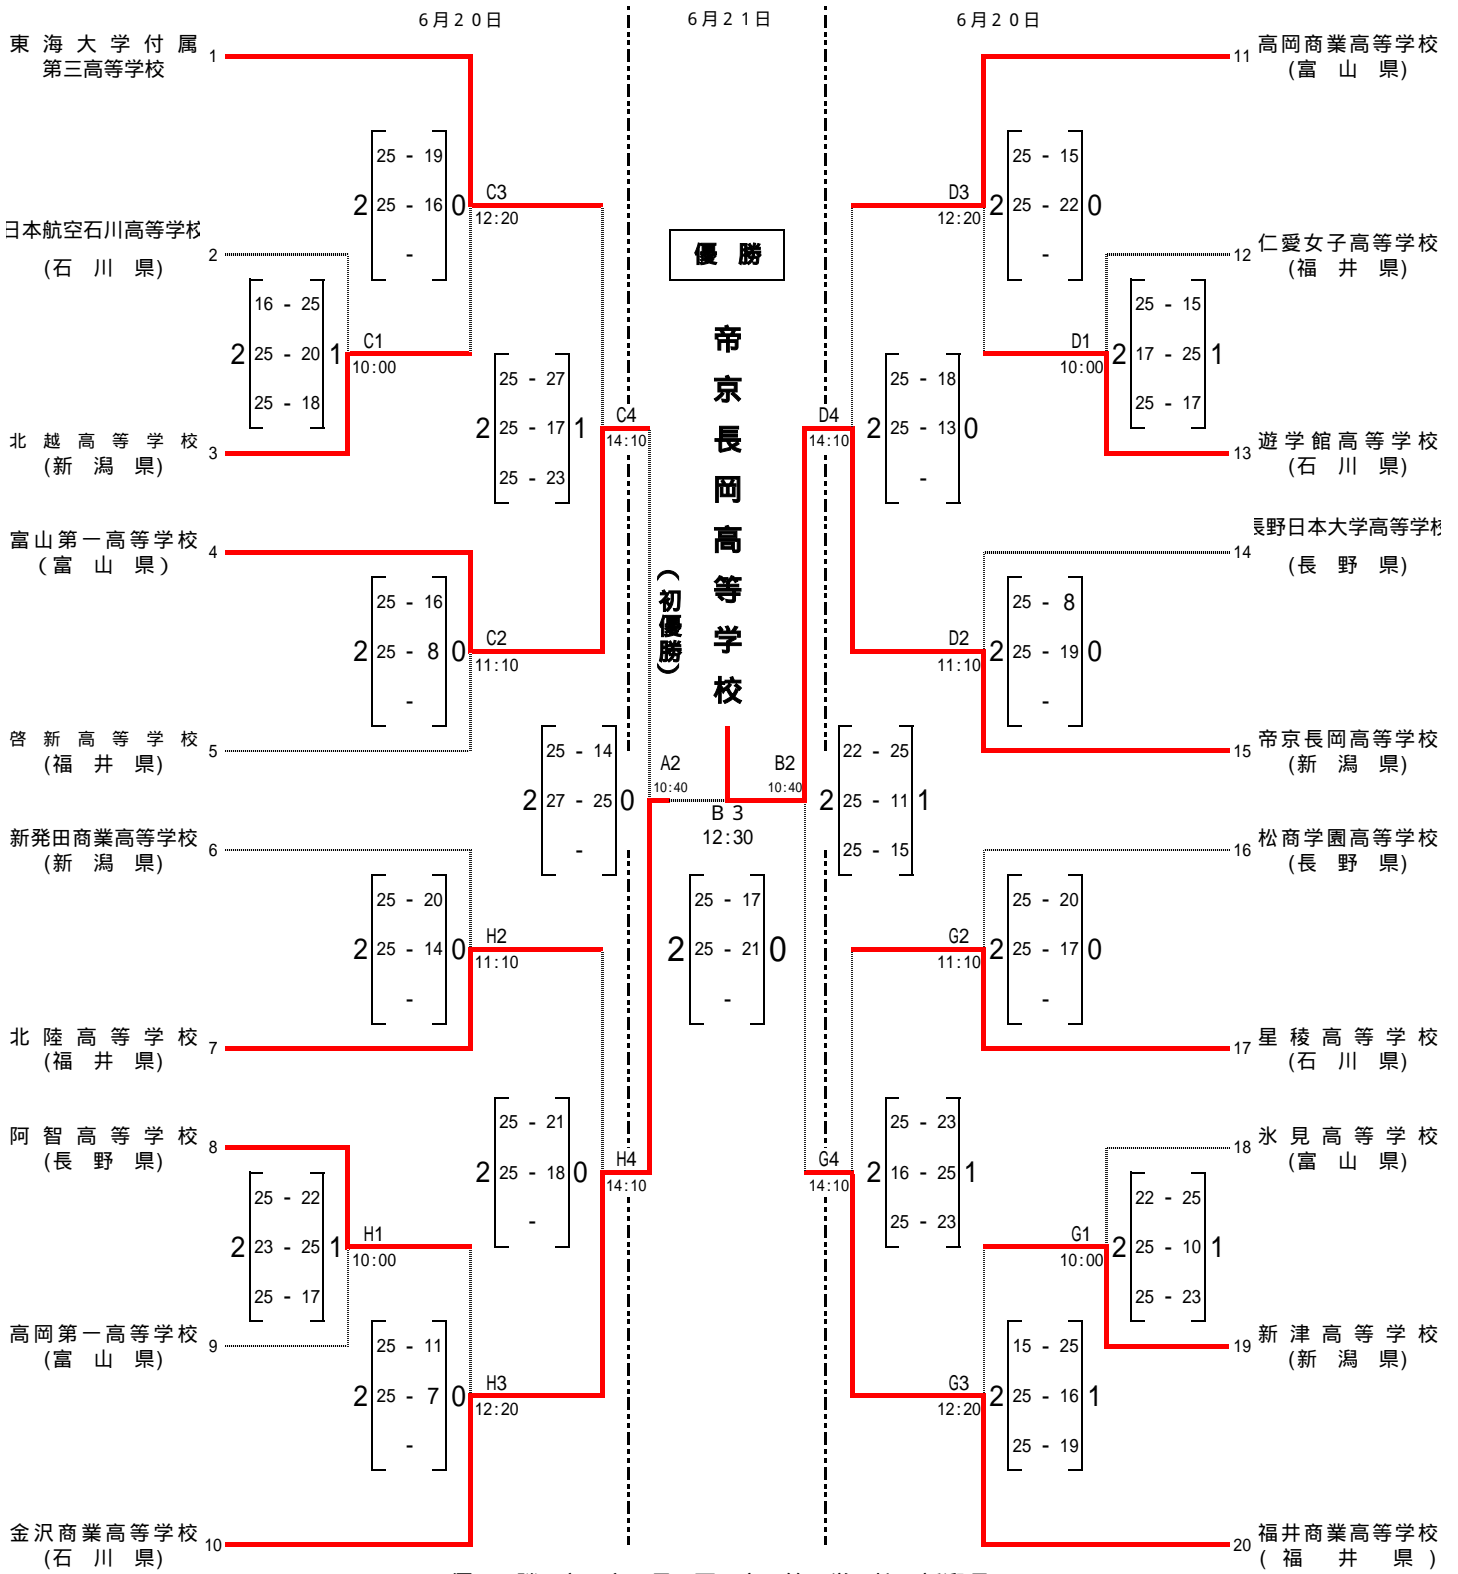 6月20日
6月21日
6月20日
東海大学付属
第三高等学校
1
11
高岡商業高等学校
(富山県)
25 - 19
2 25 - 16 0
-
C3
12:20
D3
12:20
25 - 15
2 25 - 22 0
-
日本航空石川高等学校
(石川県)
2
優勝
12
仁愛女子高等学校
(福井県)
16 - 25
2 25 - 20 1
25 - 18
C1
10:00
D1
10:00
25 - 15
2 17 - 25 1
25 - 17
帝京長岡高等学校
(初優勝)
25 - 27
2 25 - 17 1
25 - 23
C4
14:10
D4
14:10
25 - 18
2 25 - 13 0
-
北越高等学校
(新潟県)
3
13
遊学館高等学校
(石川県)
富山第一高等学校
(富山県)
4
14
長野日本大学高等学校
(長野県)
25 - 16
2 25 - 8 0
-
C2
11:10
D2
11:10
25 - 8
2 25 - 19 0
-
啓新高等学校
(福井県)
5
15
帝京長岡高等学校
(新潟県)
25 - 14
2 27 - 25 0
-
A2
10:40
B2
10:40
22 - 25
2 25 - 11 1
25 - 15
B3
12:30
25 - 17
2 25 - 21 0
-
新発田商業高等学校
(新潟県)
6
16
松商学園高等学校
(長野県)
25 - 20
2 25 - 14 0
-
H2
11:10
G2
11:10
25 - 20
2 25 - 17 0
-
北陸高等学校
(福井県)
7
17
星稜高等学校
(石川県)
阿智高等学校
(長野県)
8
18
氷見高等学校
(富山県)
25 - 21
2 25 - 18 0
-
H4
14:10
G4
14:10
25 - 23
2 16 - 25 1
25 - 23
25 - 22
2 23 - 25 1
25 - 17
H1
10:00
G1
10:00
22 - 25
2 25 - 10 1
25 - 23
高岡第一高等学校
(富山県)
9
19
新津高等学校
(新潟県)
25 - 11
2 25 - 7 0
-
H3
12:20
G3
12:20
15 - 25
2 25 - 16 1
25 - 19
金沢商業高等学校
(石川県)
10
20
福井商業高等学校
(福井県)